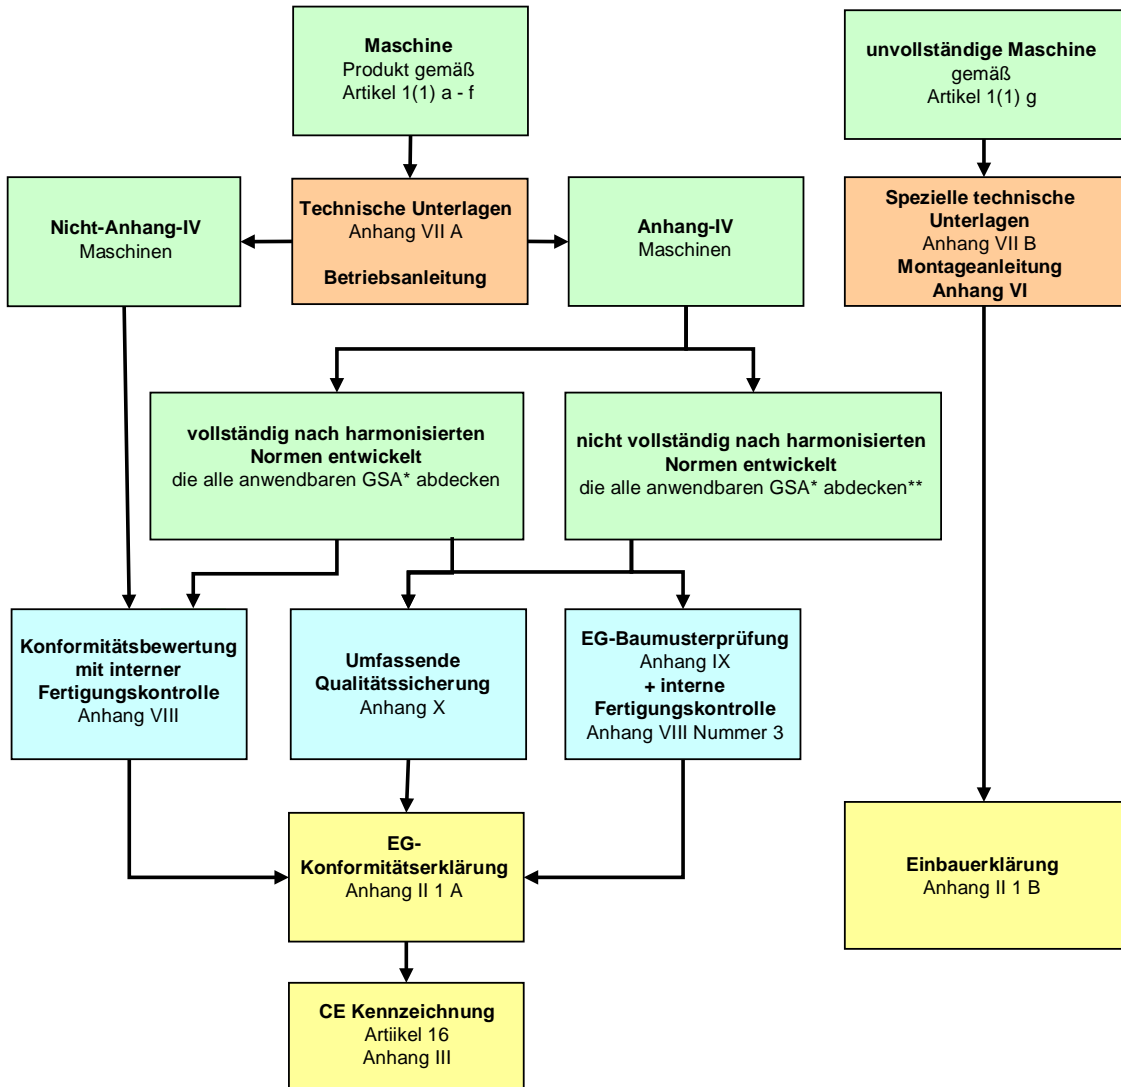 Maschine
Produkt gemäß
Artikel 1(1) a - f
unvollständige Maschine
gemäß
Artikel 1(1) g
Nicht-Anhang-IV
Maschinen
Technische Unterlagen
Anhang VII A
Betriebsanleitung
Anhang-IV
Maschinen
Spezielle technische
Unterlagen
Anhang VII B
Montageanleitung
Anhang VI
vollständig nach harmonisierten
Normen entwickelt
die alle anwendbaren GSA* abdecken
nicht vollständig nach harmonisierten
Normen entwickelt
die alle anwendbaren GSA* abdecken**
Konformitätsbewertung
mit interner
Fertigungskontrolle
Anhang VIII
Umfassende
Qualitätssicherung
Anhang X
EG-Baumusterprüfung
Anhang IX
+ interne
Fertigungskontrolle
Anhang VIII Nummer 3
EG-
Konformitätserklärung
Anhang II 1 A
Einbauerklärung
Anhang II 1 B
CE Kennzeichnung
Artiikel 16
Anhang III